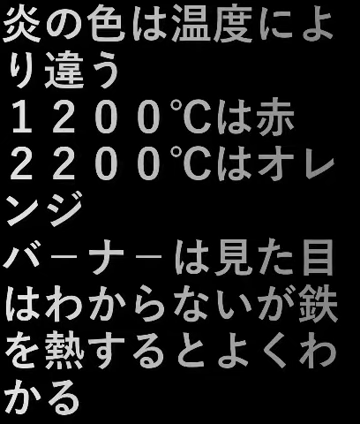 炎の色は温度によ
り違う
１２００℃は赤
２２００℃はオレ
ンジ
バーナーは見た目
はわからないが鉄
を熱するとよくわ
かる